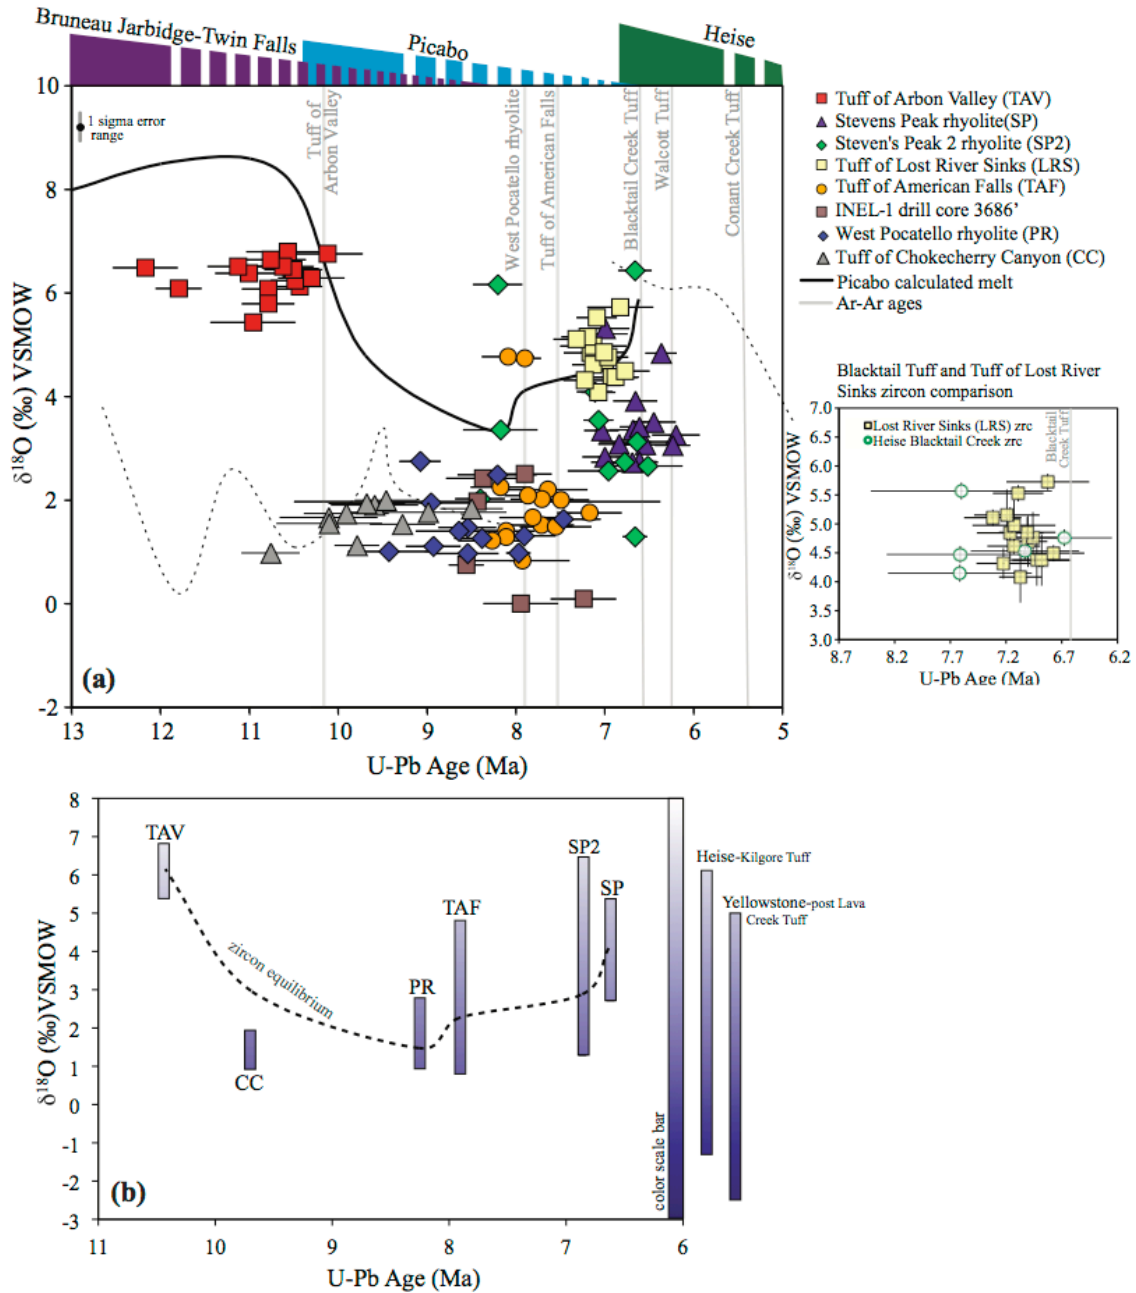 Bruneau Jarbidge-Twin Falls
Picabo
Heise
10
8
6
4
2
0
-2
δ¹⁸O (‰) VSMOW
1 sigma error
range
Tuff of
Arbon Valley
West Pocatello rhyolite
Tuff of American Falls
Blacktail Creek Tuff
Walcott Tuff
Conant Creek Tuff
(a)
13
12
11
10
9
8
7
6
5
U-Pb Age (Ma)
Tuff of Arbon Valley (TAV)
Stevens Peak rhyolite(SP)
Steven's Peak 2 rhyolite (SP2)
Tuff of Lost River Sinks (LRS)
Tuff of American Falls (TAF)
INEL-1 drill core 3686’
West Pocatello rhyolite (PR)
Tuff of Chokecherry Canyon (CC)
Picabo calculated melt
Ar-Ar ages
Blacktail Tuff and Tuff of Lost River
Sinks zircon comparison
7.0
6.5
6.0
5.5
5.0
4.5
4.0
3.5
3.0
δ¹⁸O (‰) VSMOW
Lost River Sinks (LRS) zrc
Heise Blacktail Creek zrc
Blacktail
Creek Tuff
8.7
8.2
7.7
7.2
6.7
6.2
U-Pb Age (Ma)
8
7
6
5
4
3
2
1
0
-1
-2
-3
δ¹⁸O (‰)VSMOW
TAV
CC
zircon equilibrium
PR
TAF
SP2
SP
color scale bar
Heise-Kilgore Tuff
Yellowstone-post Lava
Creek Tuff
(b)
11
10
9
8
7
6
U-Pb Age (Ma)